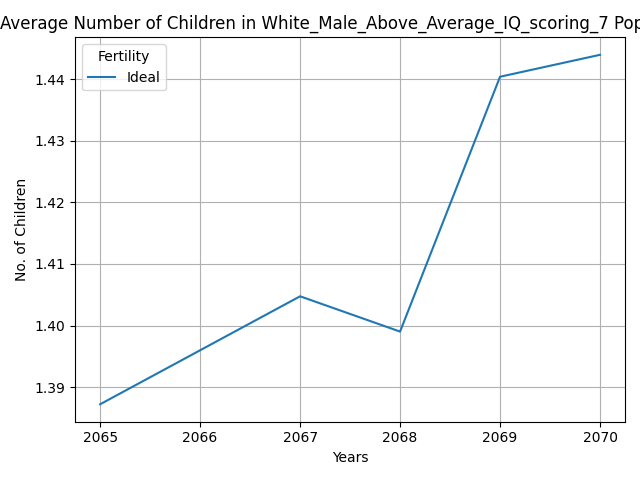 Average Number of Children in White_Male_Above_Average_IQ_scoring_7 Pop
Fertility
Ideal
1.44
1.43
1.42
1.41
1.40
1.39
No. of Children
2065 2066 2067 2068 2069 2070
Years